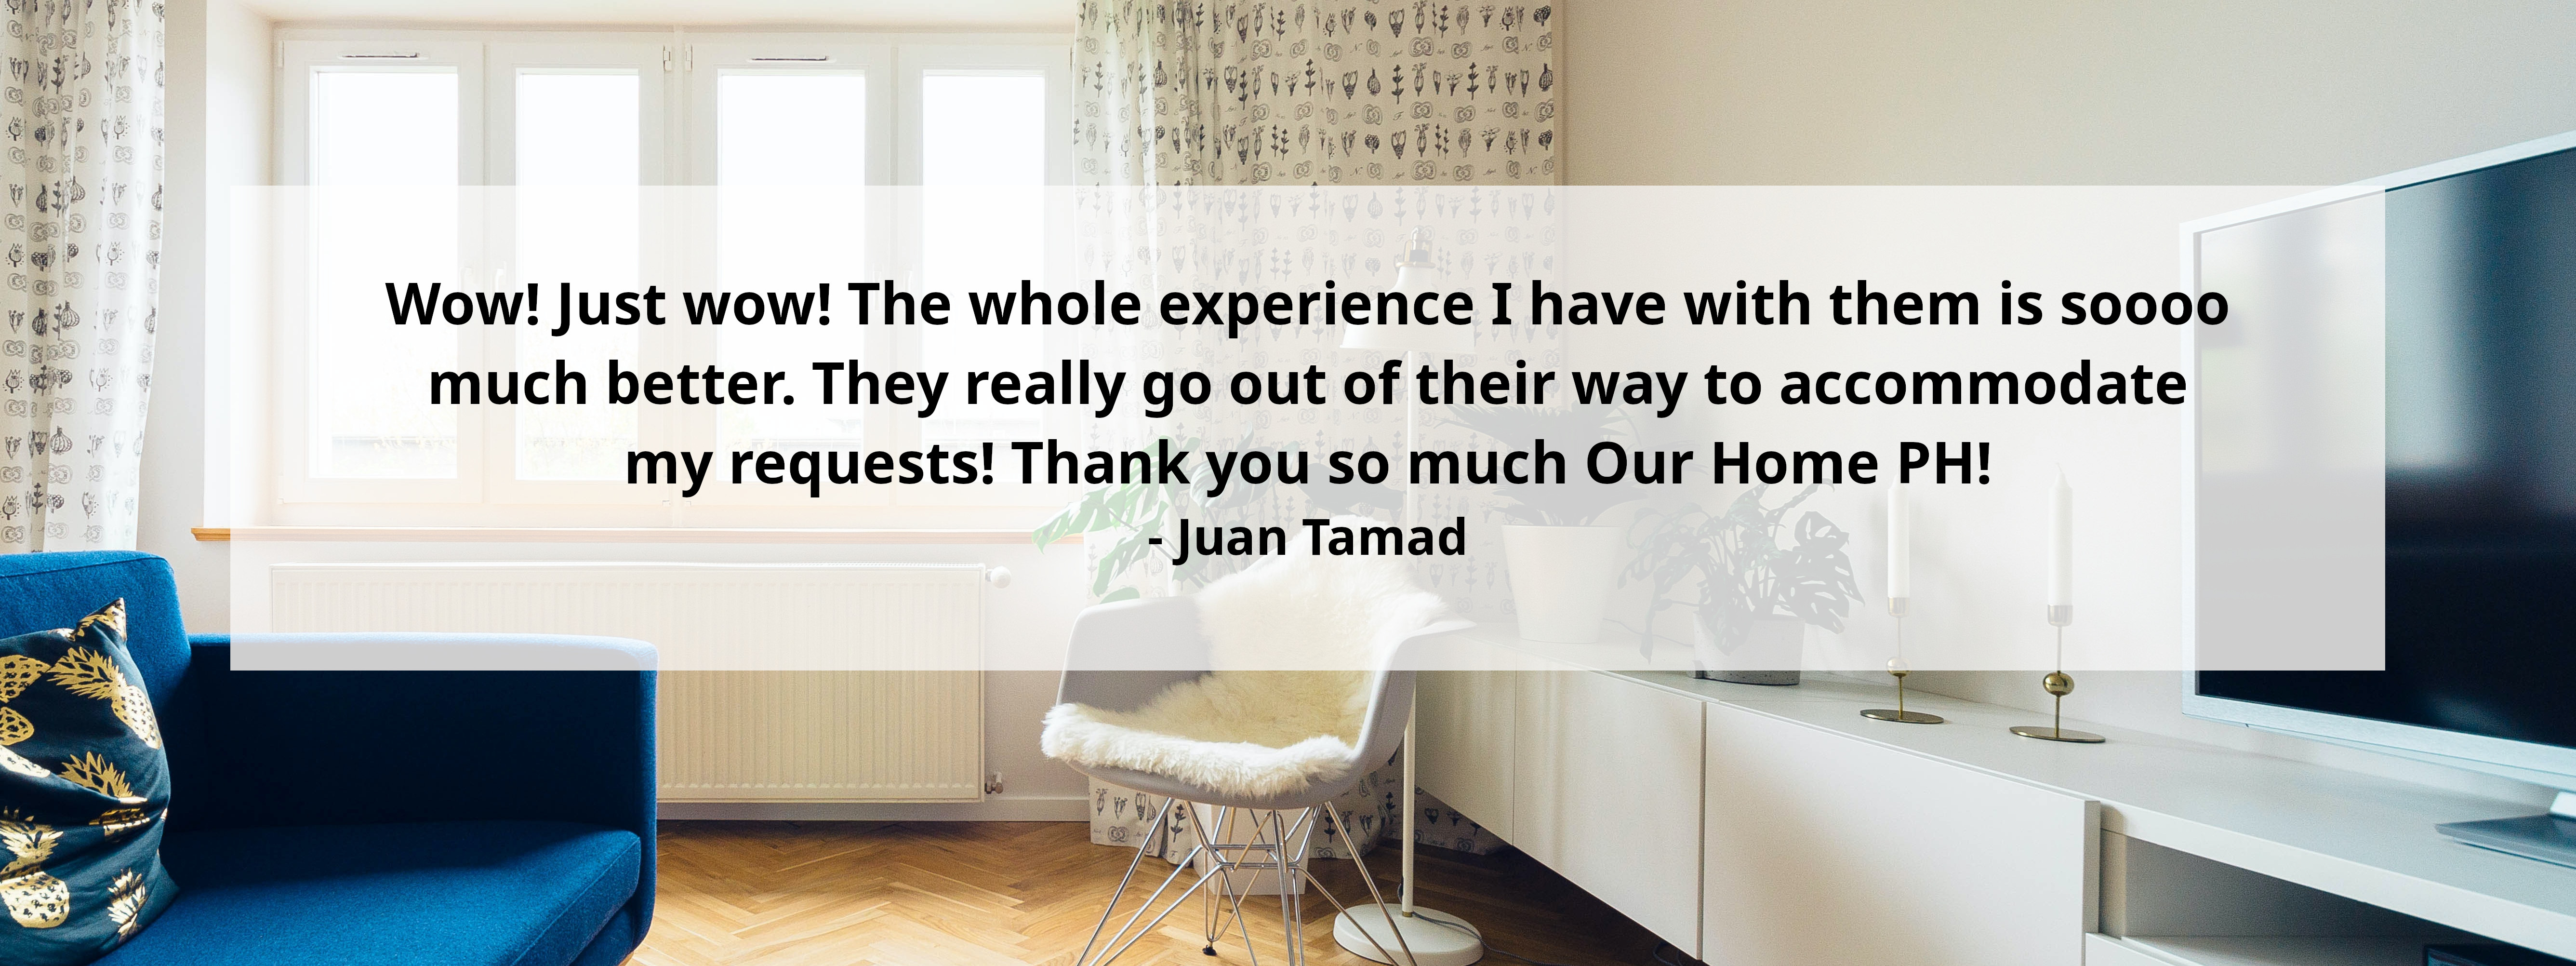 Wow! Just wow! The whole experience I have with them is soooo
much better. They really go out of their way to accommodate
my requests! Thank you so much Our Home PH!
- Juan Tamad